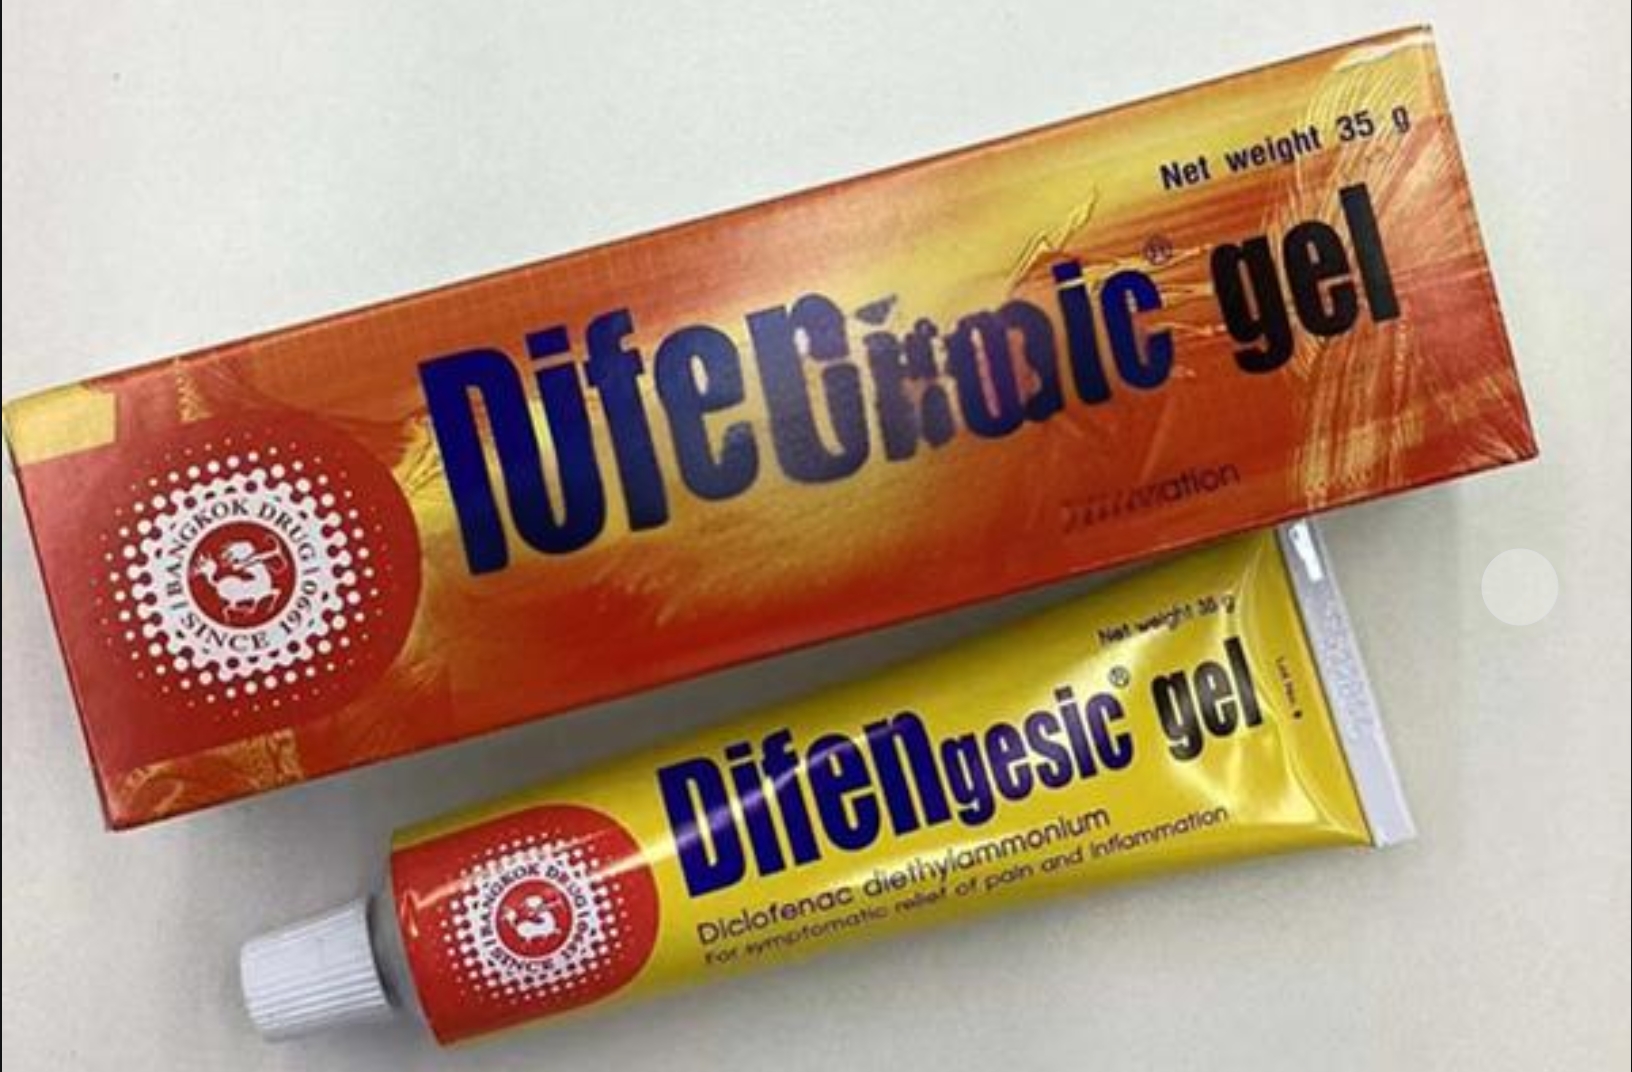 Net weight 35 g
gel
BANGKOK DRUG SINCE 1990
Net weight 35 g
Difengesic® gel
Diclofenac diethylammonium
For symptomatic relief of pain and inflammation
BANGKOK DRUG SINCE 1990